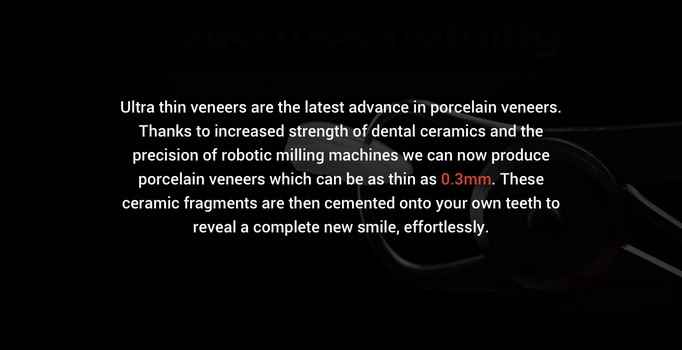 Ultra thin veneers are the latest advance in porcelain veneers.
Thanks to increased strength of dental ceramics and the
precision of robotic milling machines we can now produce
porcelain veneers which can be as thin as 0.3mm. These
ceramic fragments are then cemented onto your own teeth to
reveal a complete new smile, effortlessly.